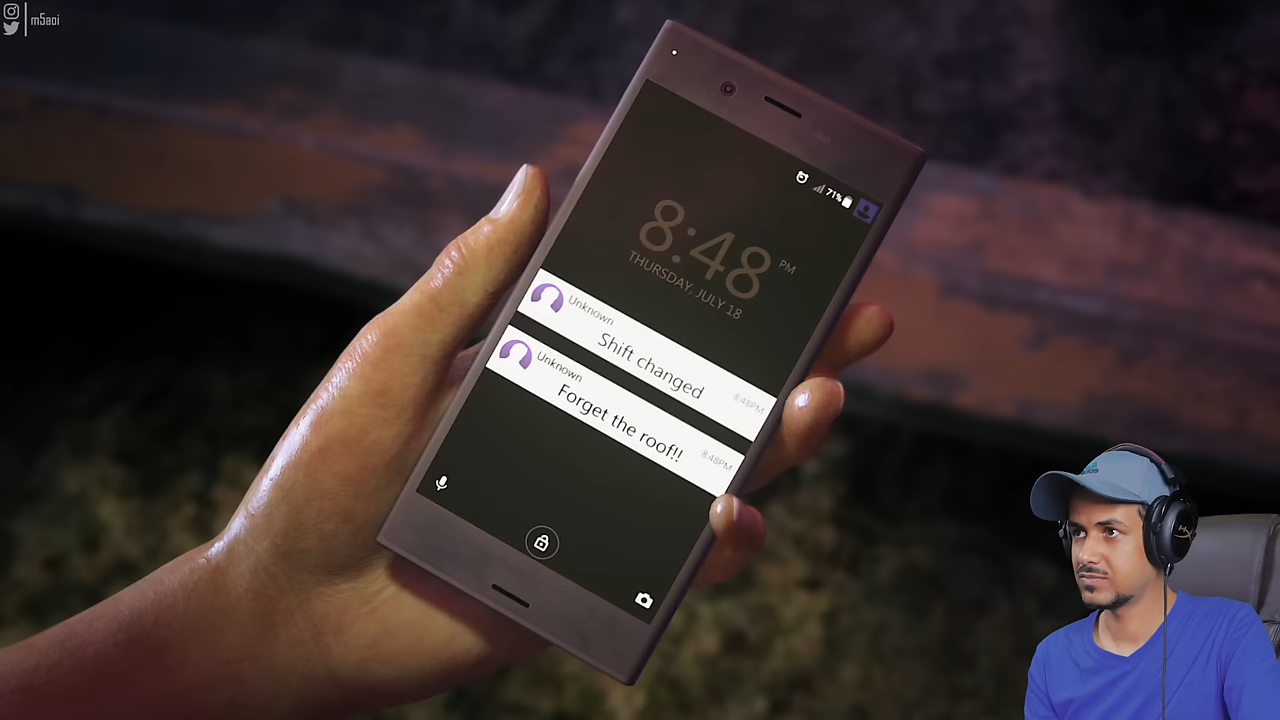 m5aoi
71%
8:48 PM
THURSDAY, JULY 18
Unknown
Shift changed
8:48PM
Unknown
Forget the roof!!
8:48PM